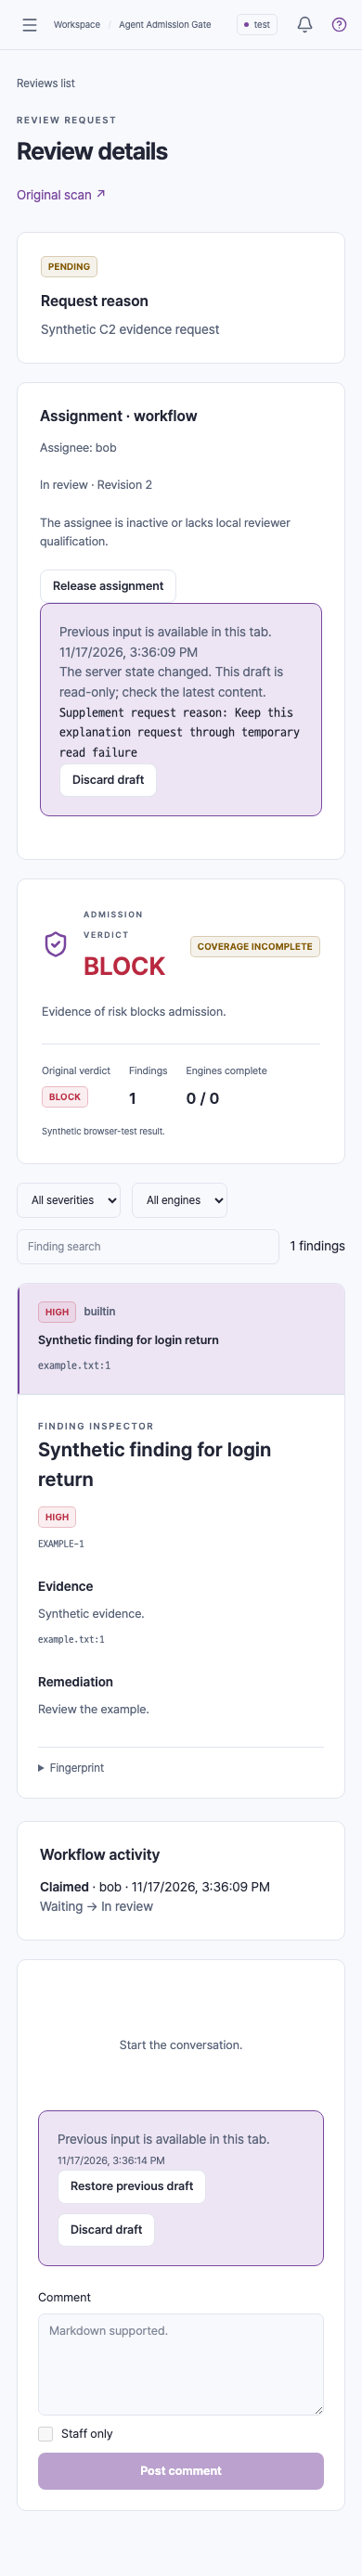 Workspace / Agent Admission Gate
test
Reviews list
REVIEW REQUEST
Review details
Original scan ↗
PENDING
Request reason
Synthetic C2 evidence request
Assignment · workflow
Assignee: bob
In review · Revision 2
The assignee is inactive or lacks local reviewer
qualification.
Release assignment
Previous input is available in this tab.
11/17/2026, 3:36:09 PM
The server state changed. This draft is
read-only; check the latest content.
Supplement request reason: Keep this
explanation request through temporary
read failure
Discard draft
ADMISSION
VERDICT
BLOCK
COVERAGE INCOMPLETE
Evidence of risk blocks admission.
Original verdict Findings Engines complete
BLOCK 1 0 / 0
Synthetic browser-test result.
All severities All engines
Finding search 1 findings
HIGH builtin
Synthetic finding for login return
example.txt:1
FINDING INSPECTOR
Synthetic finding for login
return
HIGH
EXAMPLE-1
Evidence
Synthetic evidence.
example.txt:1
Remediation
Review the example.
Fingerprint
Workflow activity
Claimed · bob · 11/17/2026, 3:36:09 PM
Waiting → In review
Start the conversation.
Previous input is available in this tab.
11/17/2026, 3:36:14 PM
Restore previous draft
Discard draft
Comment
Markdown supported.
Staff only
Post comment